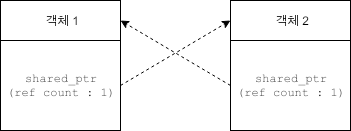 객체 1
shared_ptr
(ref count : 1)
객체 2
shared_ptr
(ref count : 1)